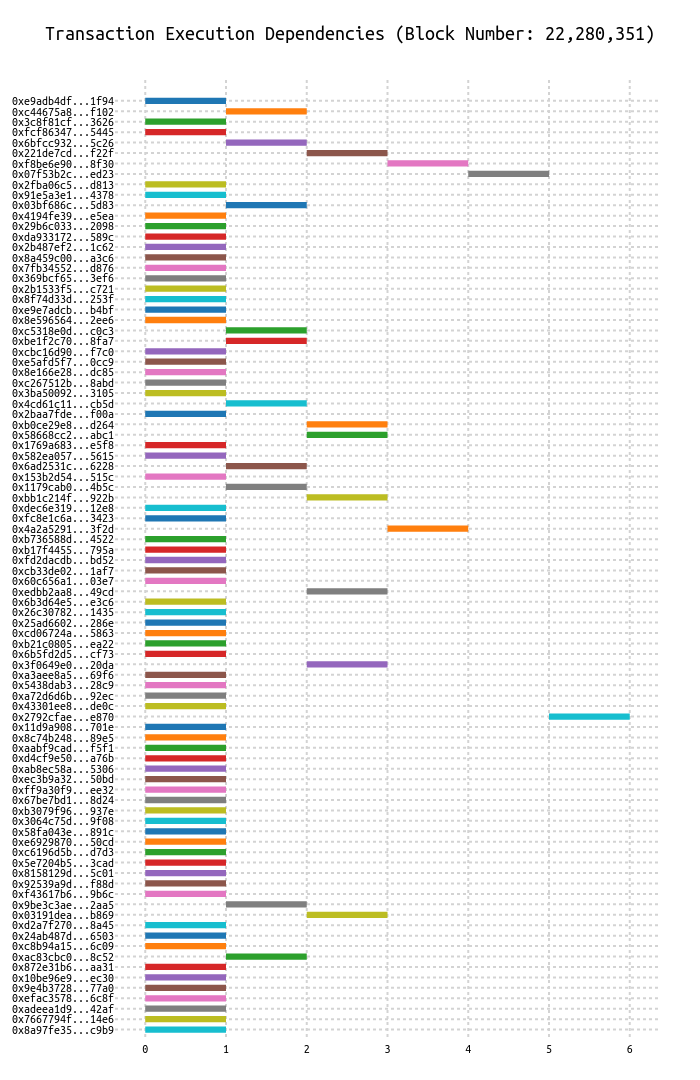 Transaction Execution Dependencies (Block Number: 22,280,351)
0xe9adb4df...1f94
0xc44675a8...f102
0x3c8f81cf...3626
0xfcf86347...5445
0x6bfcc932...5c26
0x221de7cd...f22f
0xf8be6e90...8f30
0x07f53b2c...ed23
0x2fba06c5...d813
0x91e5a3e1...4378
0x03bf686c...5d83
0x4194fe39...e5ea
0x29b6c033...2098
0xda933172...589c
0x2b487ef2...1c62
0x8a459c00...a3c6
0x7fb34552...d876
0x369bcf65...3ef6
0x2b1533f5...c721
0x8f74d33d...253f
0xe9e7adcb...b4bf
0x8e596564...2ee6
0xc5318e0d...c0c3
0xbe1f2c70...8fa7
0xcbc16d90...f7c0
0xe5afd5f7...0cc9
0x8e166e28...dc85
0xc267512b...8abd
0x3ba50092...3105
0x4cd61c11...cb5d
0x2baa7fde...f00a
0xb0ce29e8...d264
0x58668cc2...abc1
0x1769a683...e5f8
0x582ea057...5615
0x6ad2531c...6228
0x153b2d54...515c
0x1179cab0...4b5c
0xbb1c214f...922b
0xdec6e319...12e8
0xfc8e1c6a...3423
0x4a2a5291...3f2d
0xb736588d...4522
0xb17f4455...795a
0xfd2dacdb...bd52
0xcb33de02...1af7
0x60c656a1...03e7
0xedbb2aa8...49cd
0x6b3d64e5...e3c6
0x26c30782...1435
0x25ad6602...286e
0xcd06724a...5863
0xb21c0805...ea22
0x6b5fd2d5...cf73
0x3f0649e0...20da
0xa3aee8a5...69f6
0x5438dab3...28c9
0xa72d6d6b...92ec
0x43301ee8...de0c
0x2792cfae...e870
0x11d9a908...701e
0x8c74b248...89e5
0xaabf9cad...f5f1
0xd4cf9e50...a76b
0xab8ec58a...5306
0xec3b9a32...50bd
0xff9a30f9...ee32
0x67be7bd1...8d24
0xb3079f96...937e
0x3064c75d...9f08
0x58fa043e...891c
0xe6929870...50cd
0xc6196d5b...d7d3
0x5e7204b5...3cad
0x8158129d...5c01
0x92539a9d...f88d
0xf43617b6...9b6c
0x9be3c3ae...2aa5
0x03191dea...b869
0xd2a7f270...8a45
0x24ab487d...6503
0xc8b94a15...6c09
0xac83cbc0...8c52
0x872e31b6...aa31
0x10be96e9...ec30
0x9e4b3728...77a0
0xefac3578...6c8f
0xadeea1d9...42af
0x7667794f...14e6
0x8a97fe35...c9b9
0 1 2 3 4 5 6